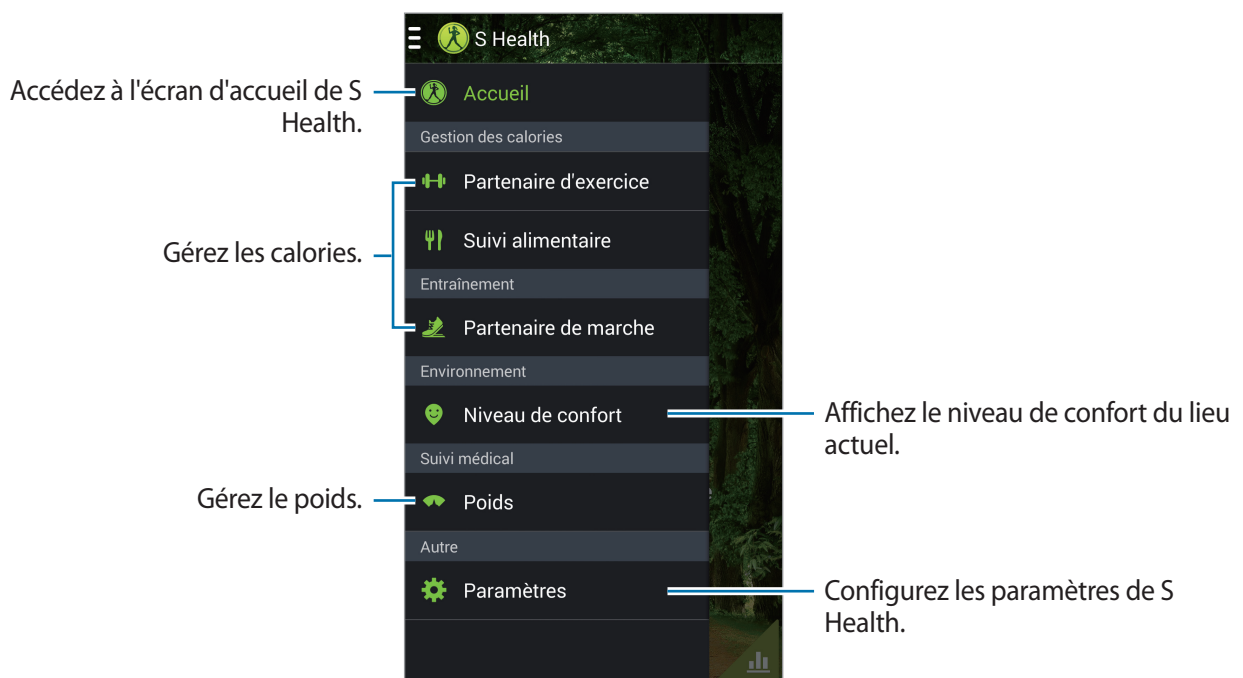 S Health
Accédez à l'écran d'accueil de S
Health.
Accueil
Gestion des calories
Partenaire d'exercice
Gérez les calories.
Suivi alimentaire
Entraînement
Partenaire de marche
Environnement
Niveau de confort
Affichez le niveau de confort du lieu
actuel.
Suivi médical
Gérez le poids.
Poids
Autre
Paramètres
Configurez les paramètres de S
Health.